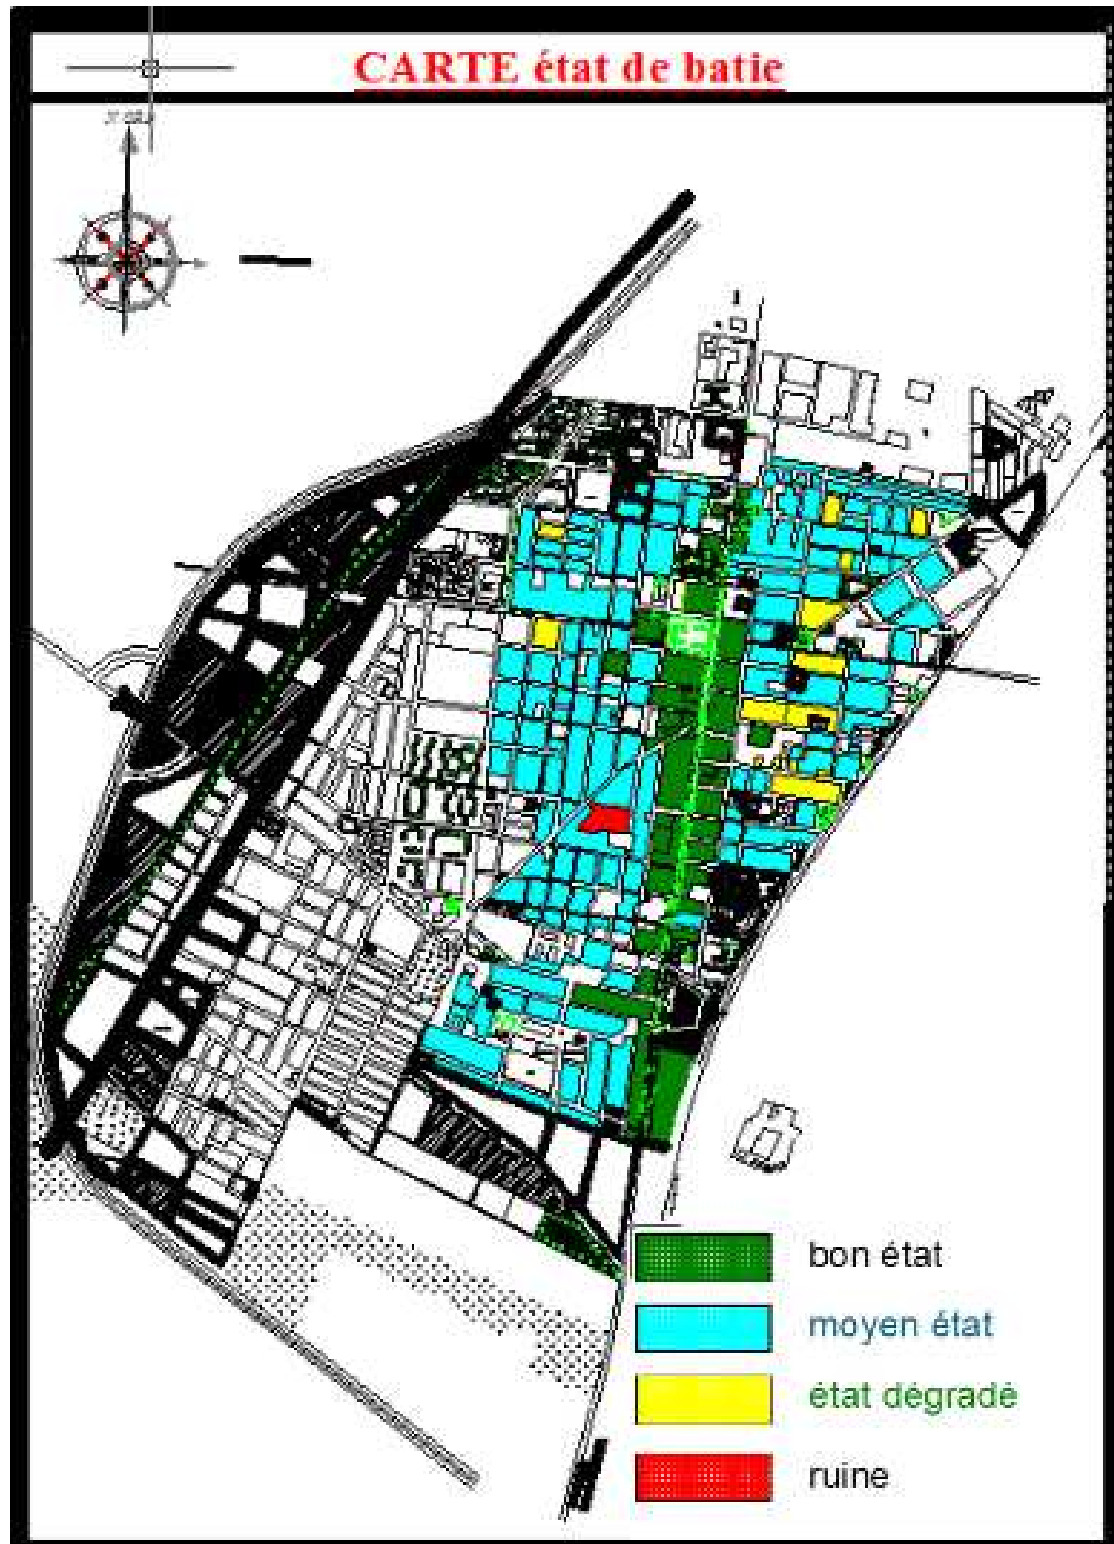 CARTE état de batie
bon état
moyen état
état dégradé
ruine